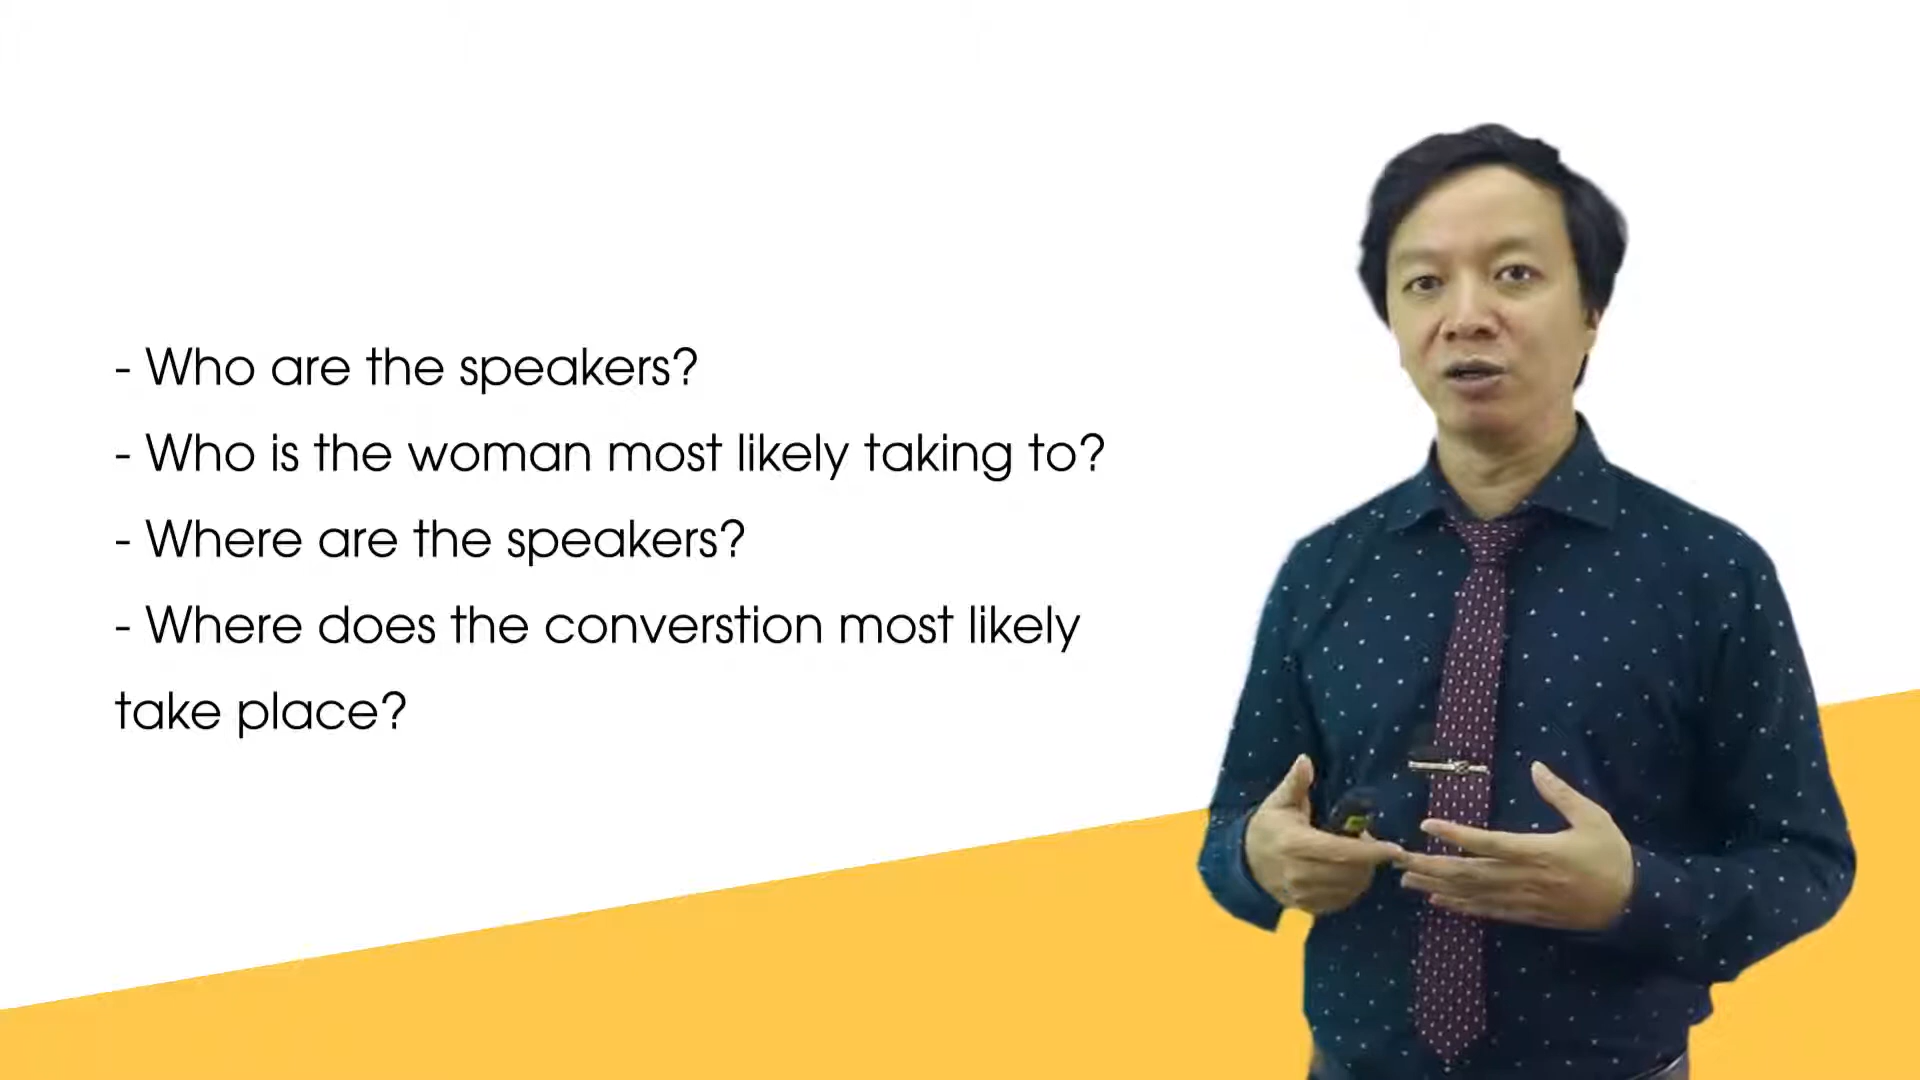 - Who are the speakers?
- Who is the woman most likely taking to?
- Where are the speakers?
- Where does the converstion most likely
take place?